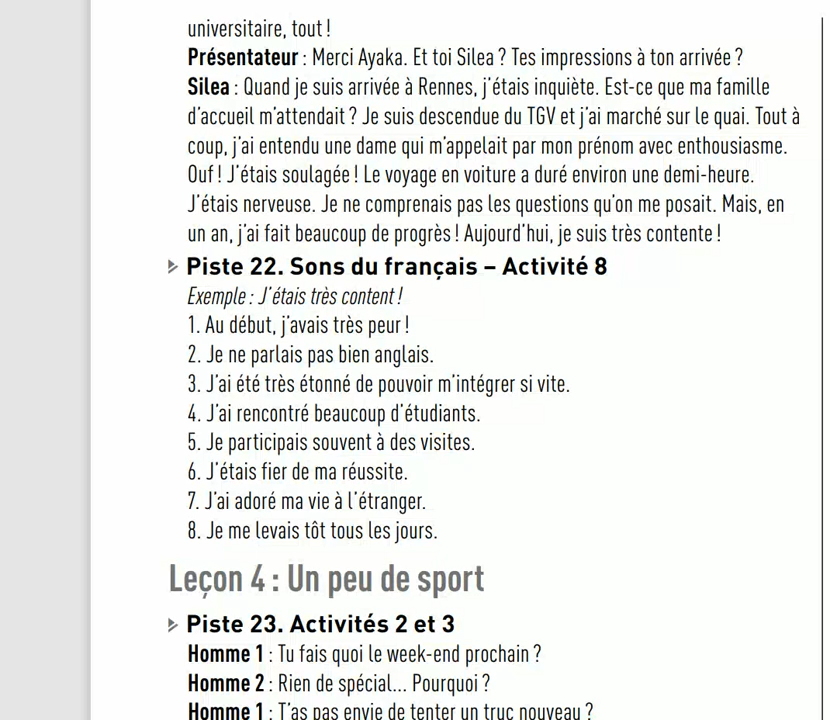 universitaire, tout !
Présentateur : Merci Ayaka. Et toi Silea ? Tes impressions à ton arrivée ?
Silea : Quand je suis arrivée à Rennes, j'étais inquiète. Est-ce que ma famille
d'accueil m'attendait ? Je suis descendue du TGV et j'ai marché sur le quai. Tout à
coup, j'ai entendu une dame qui m'appelait par mon prénom avec enthousiasme.
Ouf ! J'étais soulagée ! Le voyage en voiture a duré environ une demi-heure.
J'étais nerveuse. Je ne comprenais pas les questions qu'on me posait. Mais, en
un an, j'ai fait beaucoup de progrès ! Aujourd'hui, je suis très contente !
Piste 22. Sons du français – Activité 8
Exemple : J'étais très content !
1. Au début, j'avais très peur !
2. Je ne parlais pas bien anglais.
3. J'ai été très étonné de pouvoir m'intégrer si vite.
4. J'ai rencontré beaucoup d'étudiants.
5. Je participais souvent à des visites.
6. J'étais fier de ma réussite.
7. J'ai adoré ma vie à l'étranger.
8. Je me levais tôt tous les jours.
Leçon 4 : Un peu de sport
Piste 23. Activités 2 et 3
Homme 1 : Tu fais quoi le week-end prochain ?
Homme 2 : Rien de spécial... Pourquoi ?
Homme 1 : T'as pas envie de tenter un truc nouveau ?